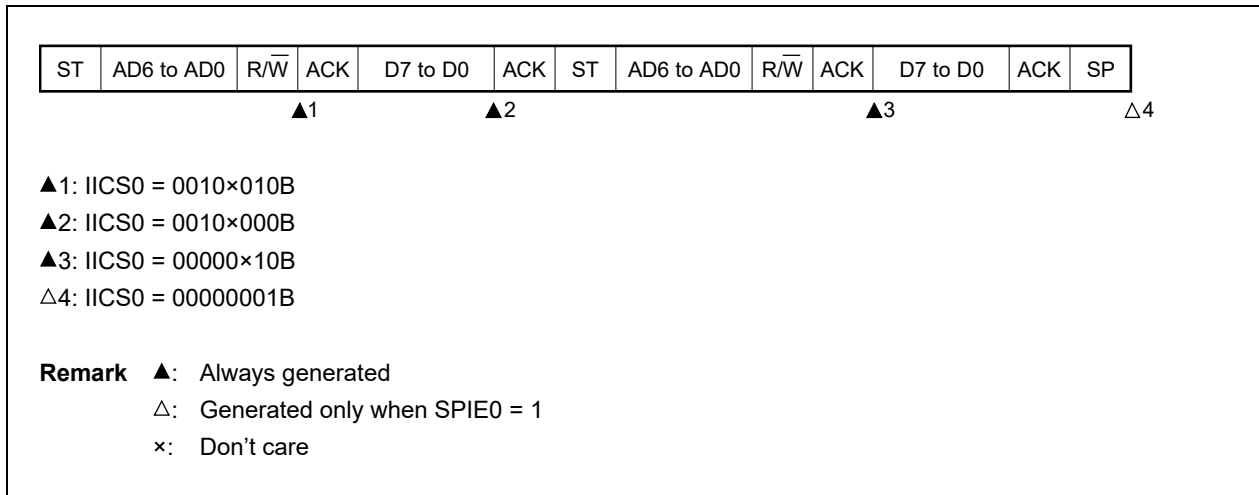 ST AD6 to AD0 R/W̅ ACK D7 to D0 ACK ST AD6 to AD0 R/W̅ ACK D7 to D0 ACK SP
▲1 ▲2 ▲3 △4
▲1: IICS0 = 0010×010B
▲2: IICS0 = 0010×000B
▲3: IICS0 = 00000×10B
△4: IICS0 = 00000001B
Remark ▲: Always generated
△: Generated only when SPIE0 = 1
×: Don't care